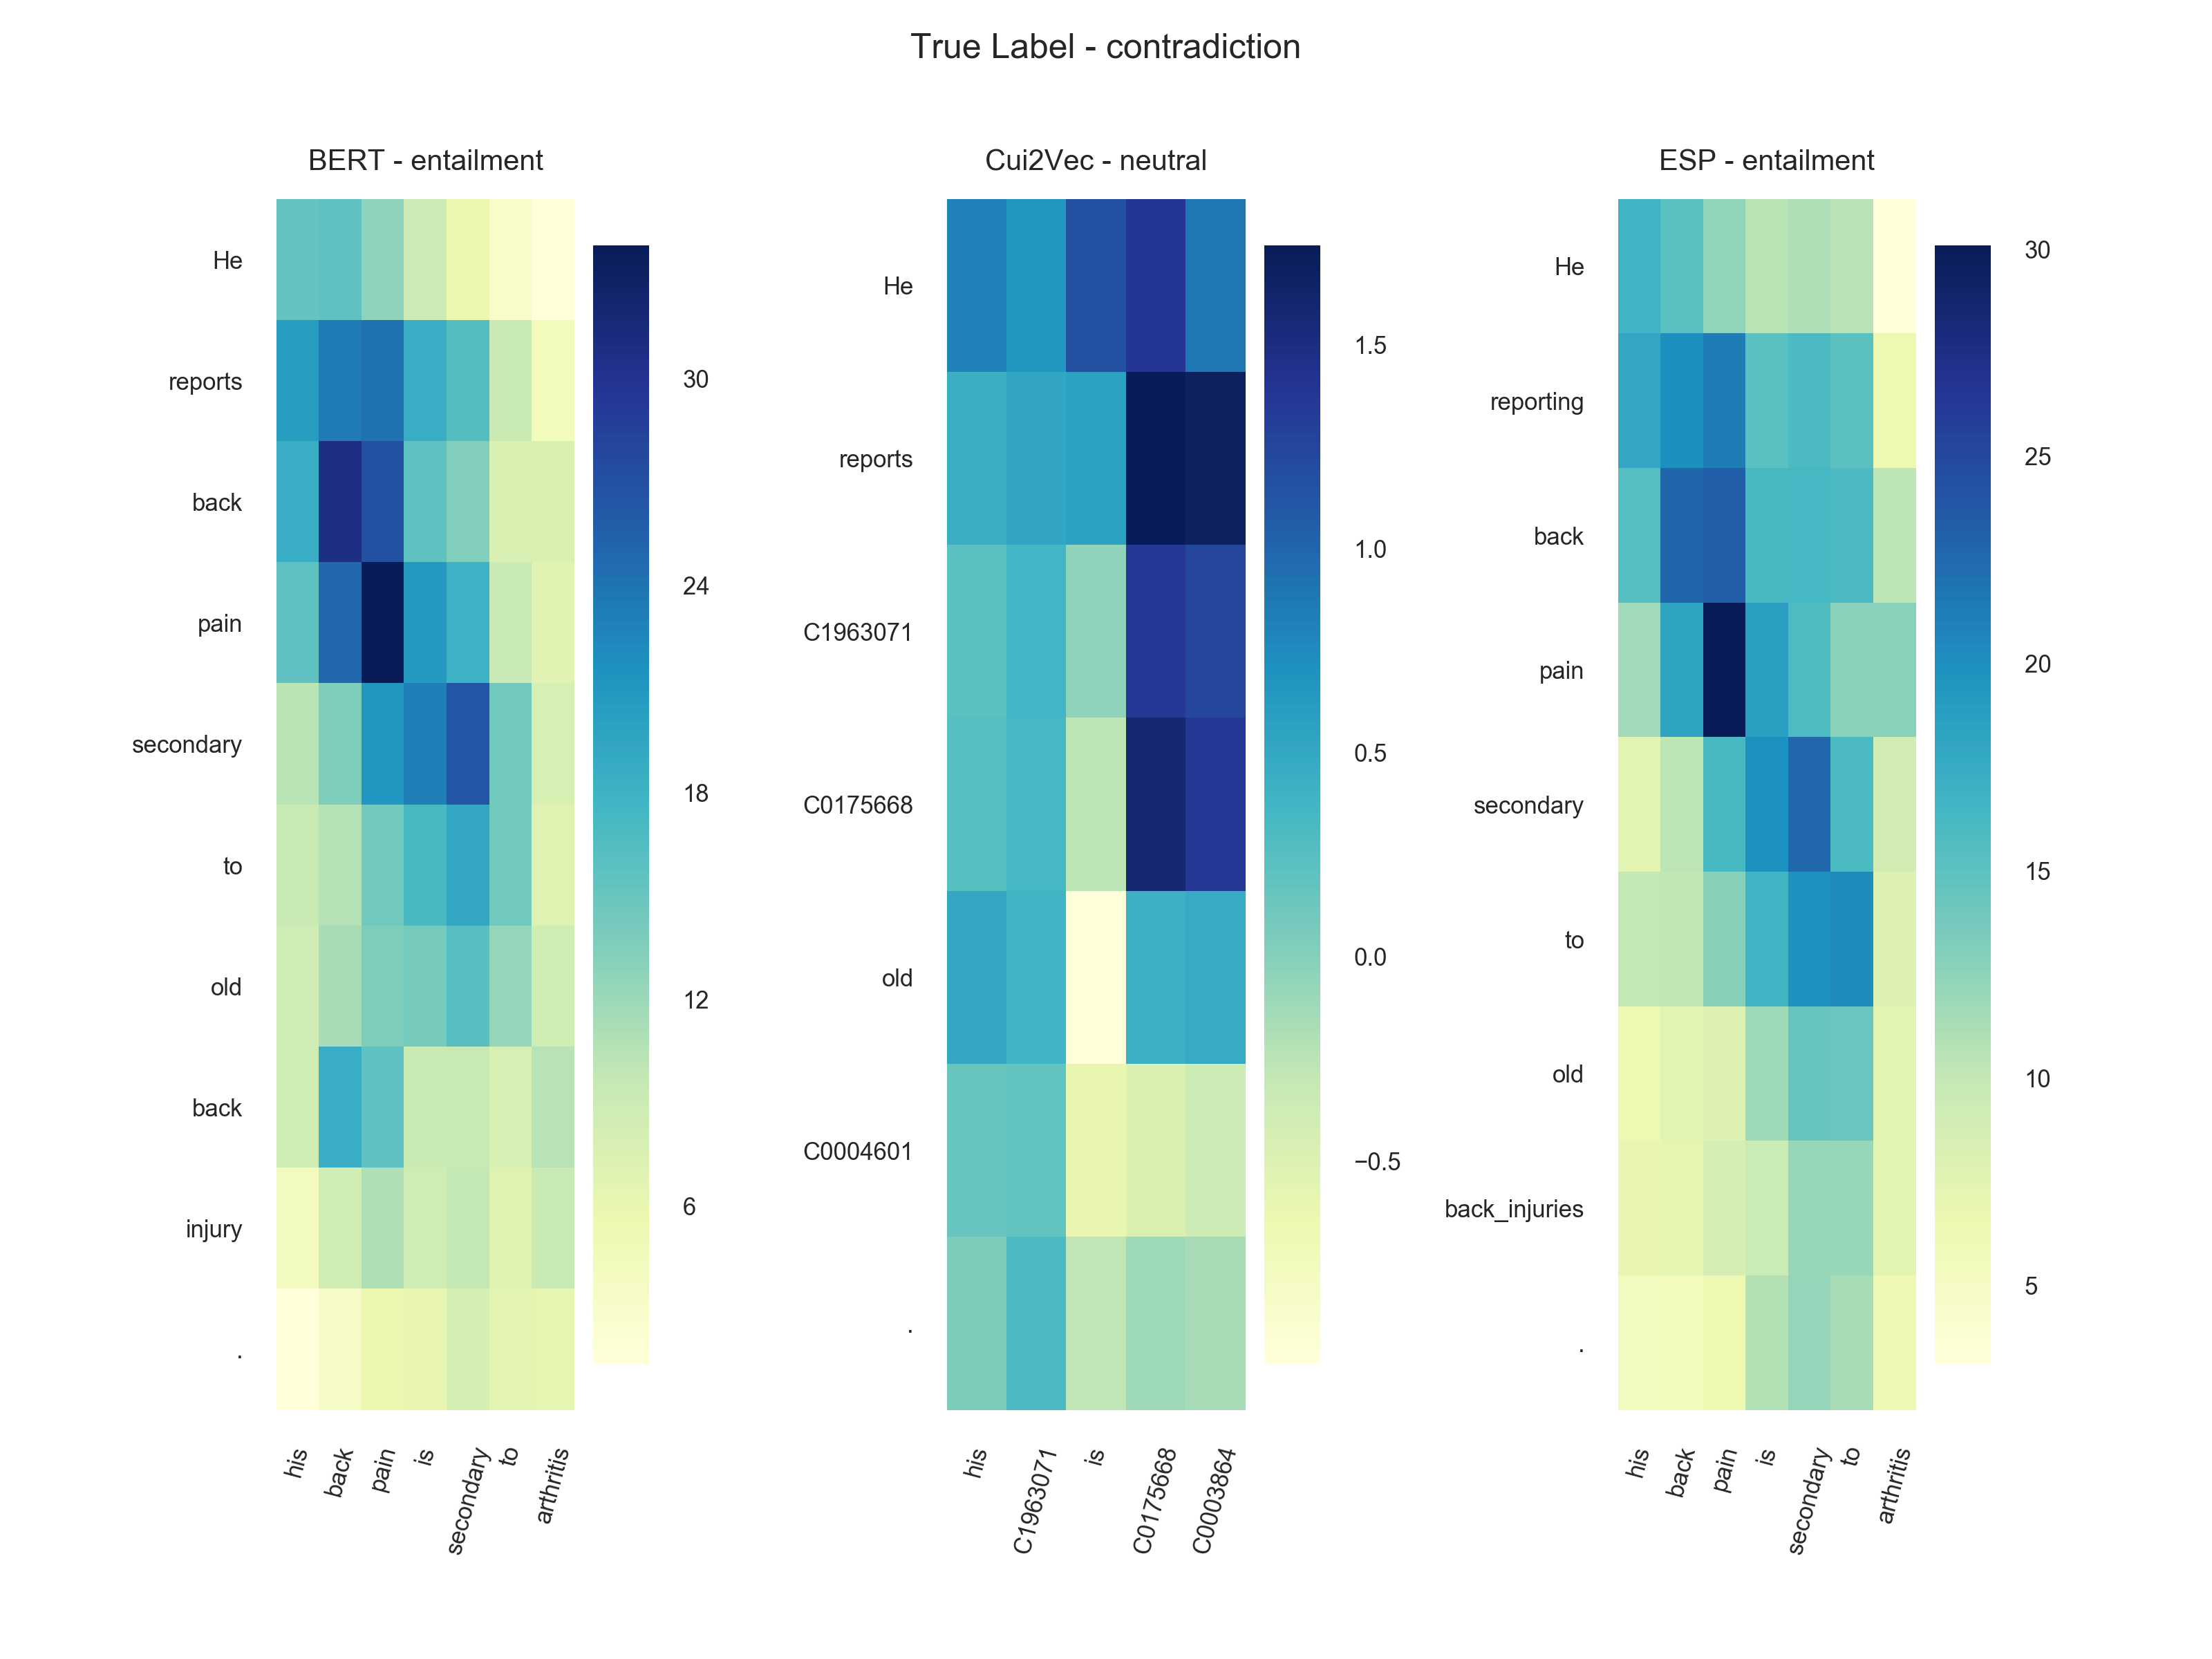 True Label - contradiction
BERT - entailment
He
reports
back
pain
secondary
to
old
back
injury
.
his
back
pain
is
secondary
to
arthritis
30
24
18
12
6
Cui2Vec - neutral
He
reports
C1963071
C0175668
old
C0004601
.
his
C1963071
is
C0175668
C0003864
1.5
1.0
0.5
0.0
−0.5
ESP - entailment
He
reporting
back
pain
secondary
to
old
back_injuries
.
his
back
pain
is
secondary
to
arthritis
30
25
20
15
10
5